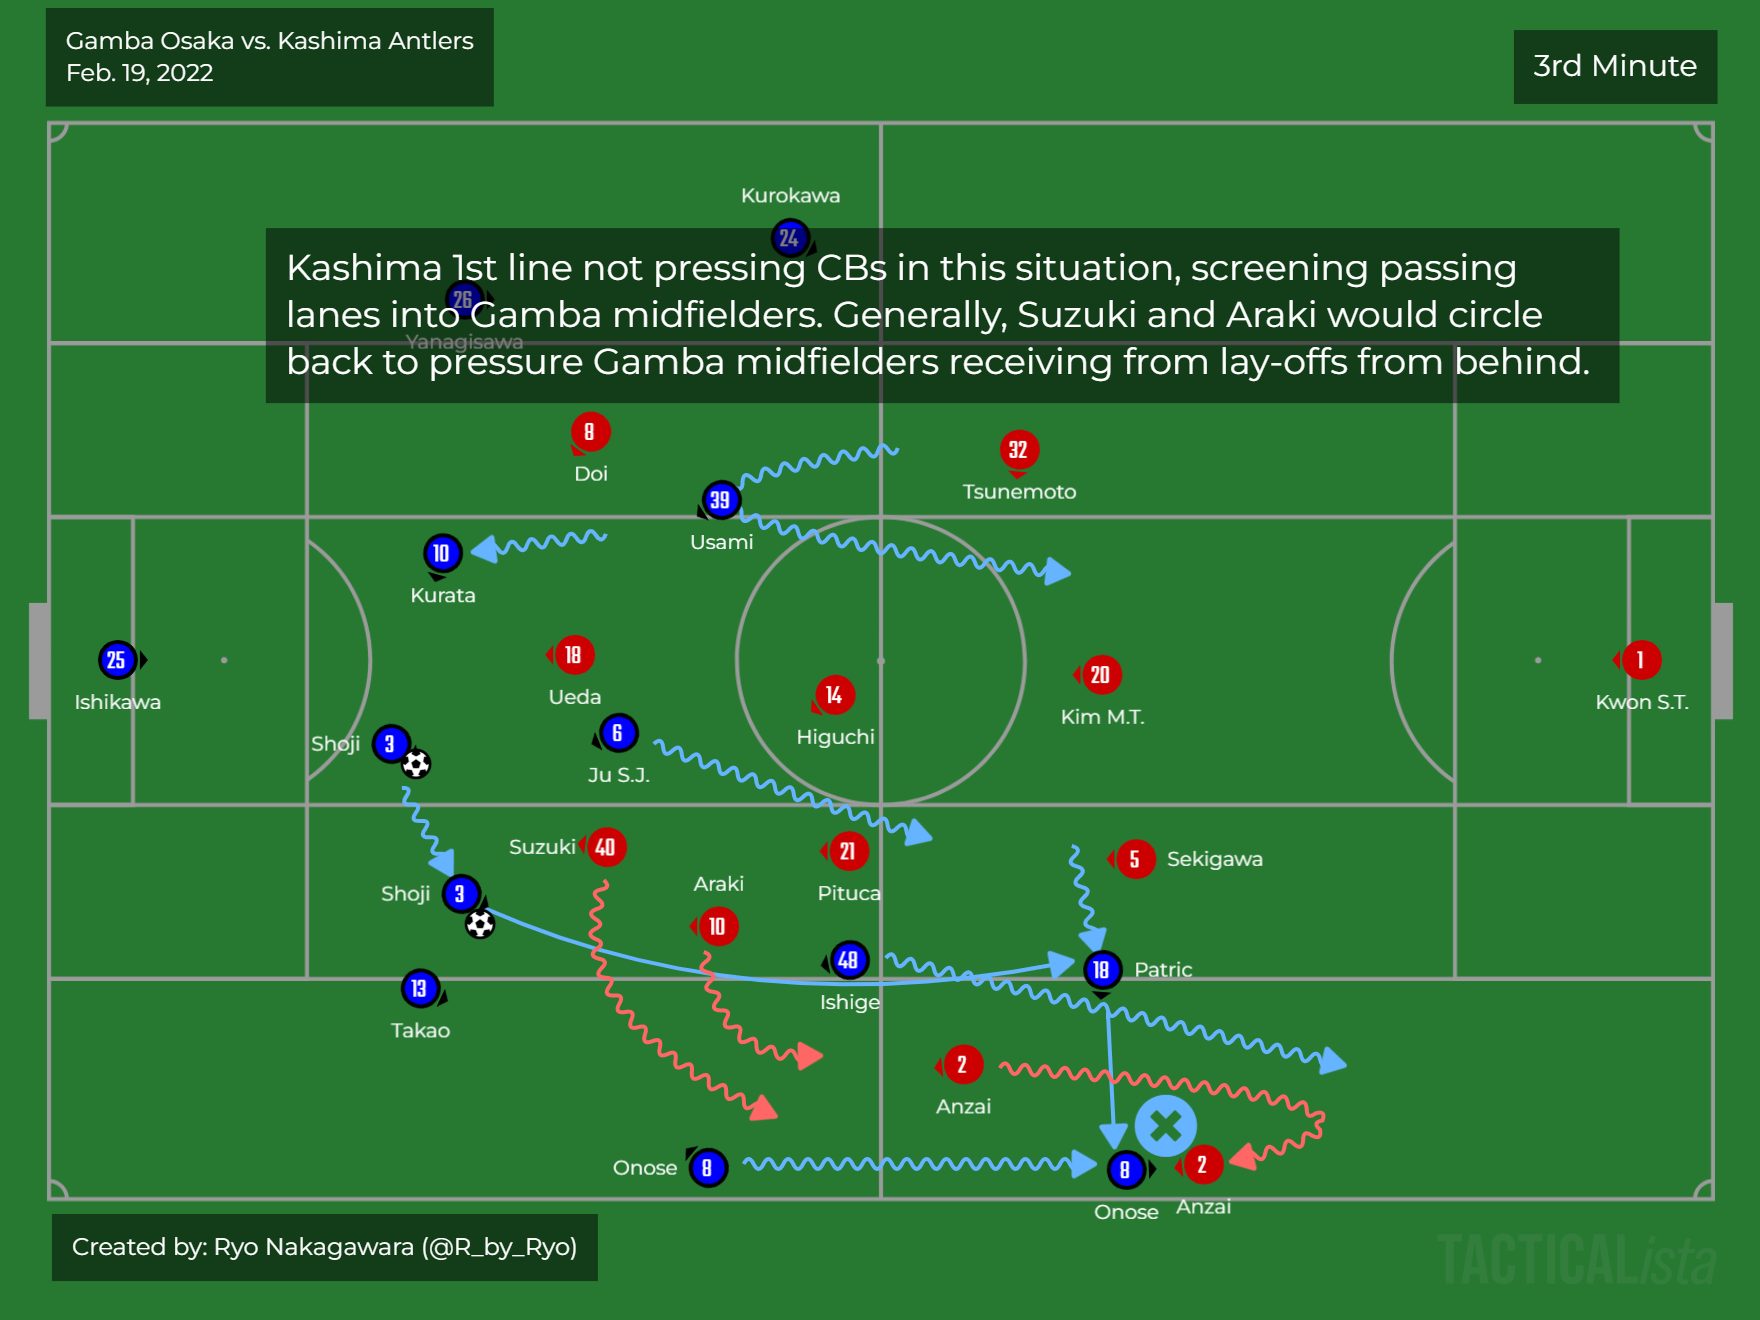 Gamba Osaka vs. Kashima Antlers
Feb. 19, 2022
3rd Minute
Kurokawa
24
Kashima 1st line not pressing CBs in this situation, screening passing
26
lanes into Gamba midfielders. Generally, Suzuki and Araki would circle
Yanagisawa
back to pressure Gamba midfielders receiving from lay-offs from behind.
8
Doi
32
Tsunemoto
39
Usami
10
Kurata
25
Ishikawa
18
Ueda
14
Higuchi
20
Kim M.T.
1
Kwon S.T.
Shoji
3
6
Ju S.J.
Suzuki
40
21
Pituca
5
Sekigawa
Shoji
3
Araki
10
48
Ishige
18
Patric
13
Takao
2
Anzai
Onose
8
8
Onose
2
Anzai
Created by: Ryo Nakagawara (@R_by_Ryo)
TACTICALista